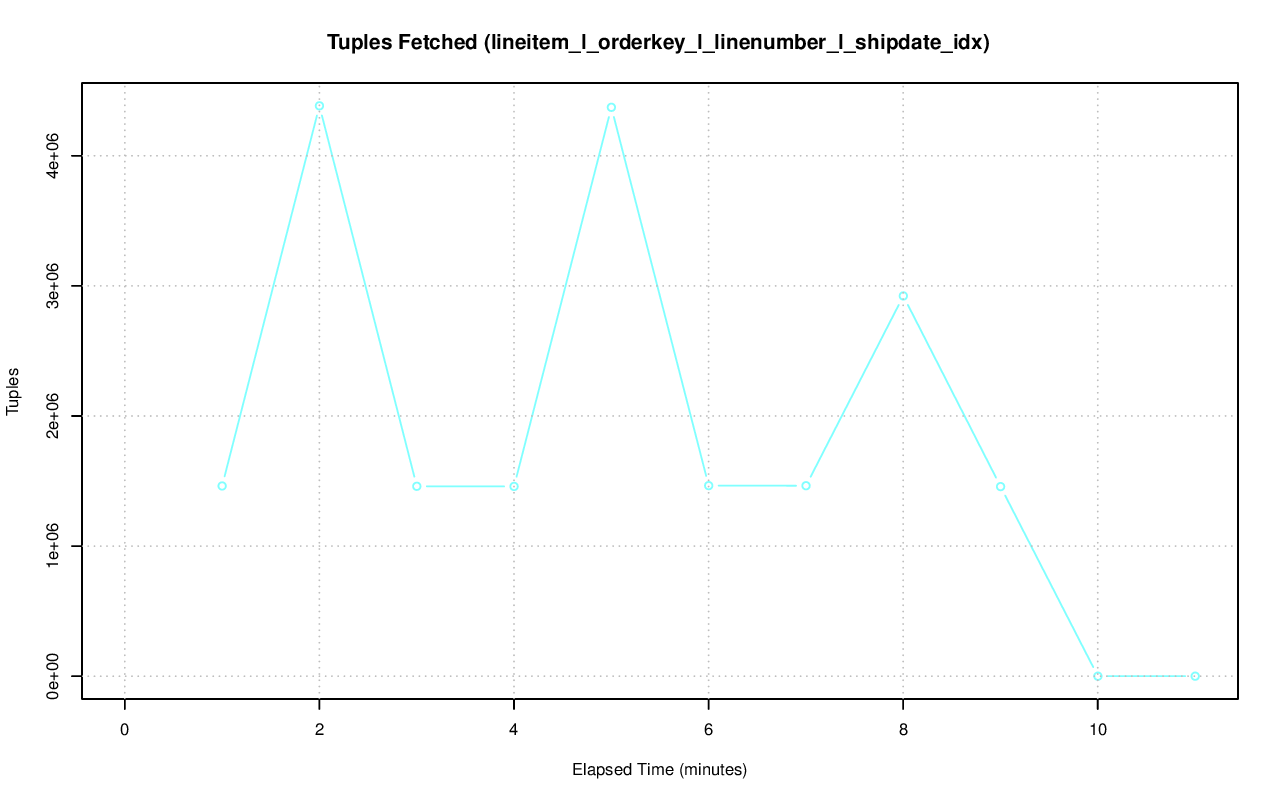 Tuples Fetched (lineitem_l_orderkey_l_linenumber_l_shipdate_idx)
Tuples
4e+06
3e+06
2e+06
1e+06
0e+00
0 2 4 6 8 10
Elapsed Time (minutes)